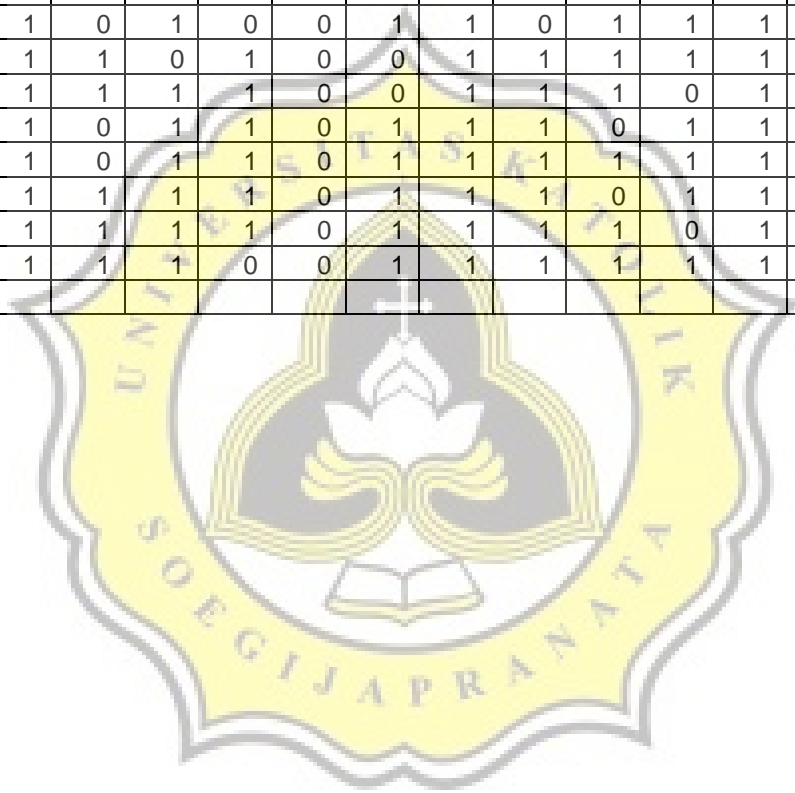 1 0 1 0 0 1 1 0 1 1 1
1 1 0 1 0 0 1 1 1 1 1
1 1 1 1 0 0 1 1 1 0 1
1 0 1 1 0 1 1 1 0 1 1
1 0 1 1 0 1 1 1 1 1 1
1 1 1 1 0 1 1 1 0 1 1
1 1 1 1 0 1 1 1 1 0 1
1 1 1 0 0 1 1 1 1 1 1
UNIVERSITAS KATOLIK
SOEGIJAPRANATA